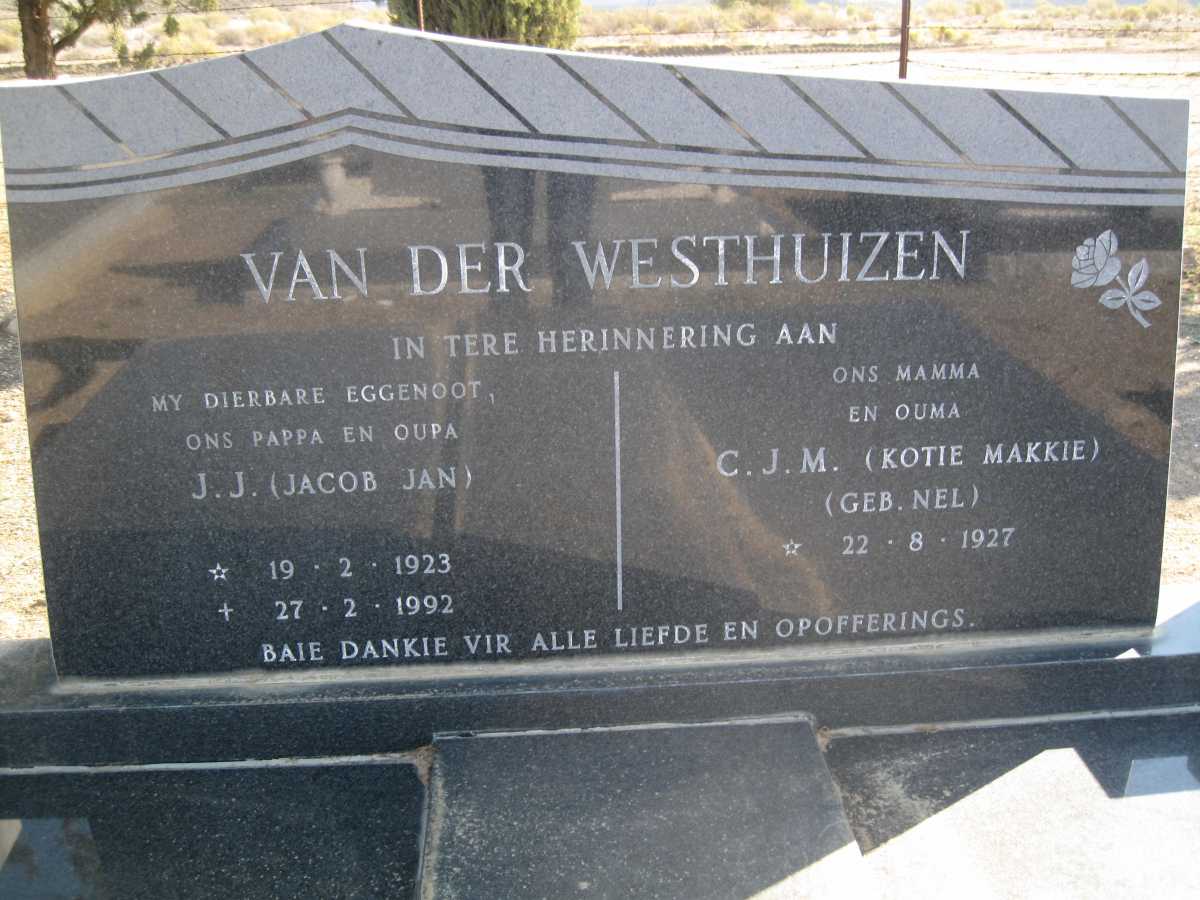 VAN DER WESTHUIZEN
IN TERE HERINNERING AAN
MY DIERBARE EGGENOOT,
ONS PAPPA EN OUPA
J.J. (JACOB JAN)
☆ 19 · 2 · 1923
✝ 27 · 2 · 1992
ONS MAMMA
EN OUMA
C.J.M. (KOTIE MAKKIE)
(GEB. NEL)
☆ 22 · 8 · 1927
BAIE DANKIE VIR ALLE LIEFDE EN OPOFFERINGS.